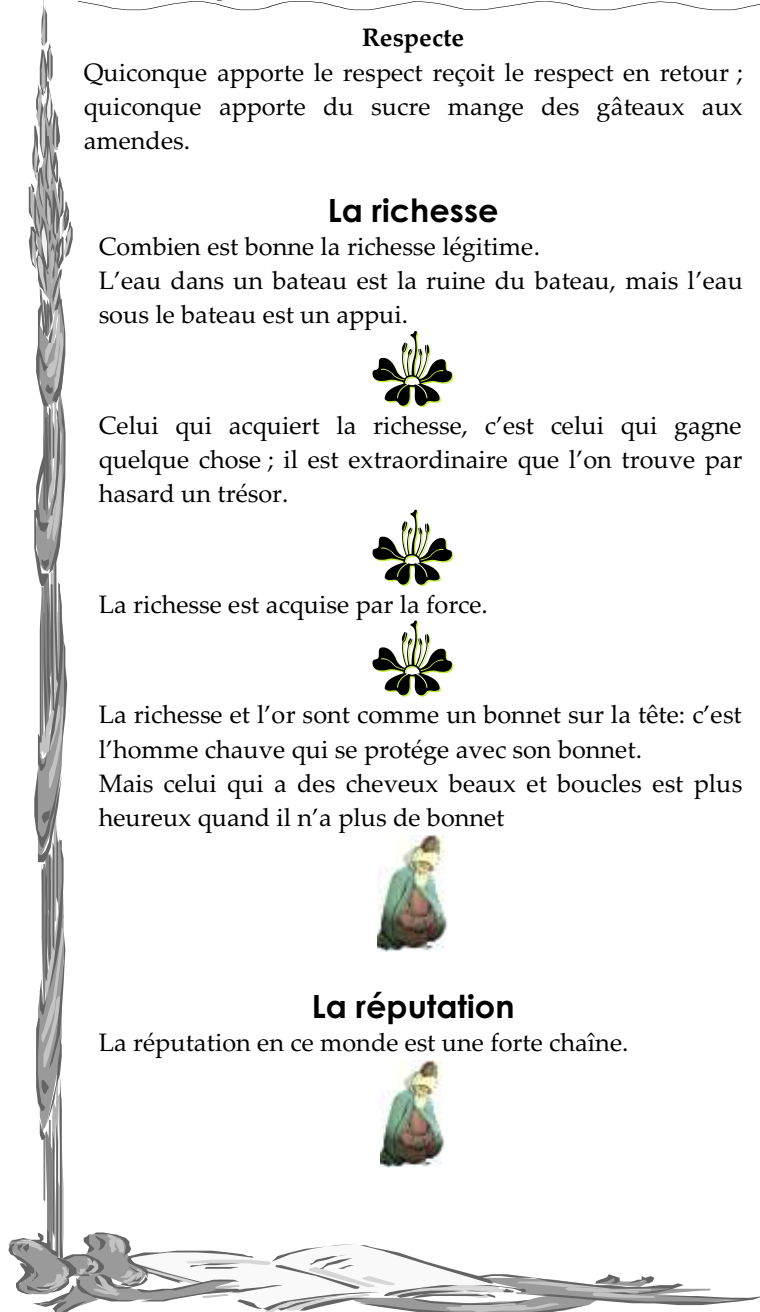 Respecte
Quiconque apporte le respect reçoit le respect en retour ;
quiconque apporte du sucre mange des gâteaux aux
amendes.
La richesse
Combien est bonne la richesse légitime.
L’eau dans un bateau est la ruine du bateau, mais l’eau
sous le bateau est un appui.
Celui qui acquiert la richesse, c’est celui qui gagne
quelque chose ; il est extraordinaire que l’on trouve par
hasard un trésor.
La richesse est acquise par la force.
La richesse et l’or sont comme un bonnet sur la tête: c’est
l’homme chauve qui se protége avec son bonnet.
Mais celui qui a des cheveux beaux et boucles est plus
heureux quand il n’a plus de bonnet
La réputation
La réputation en ce monde est une forte chaîne.